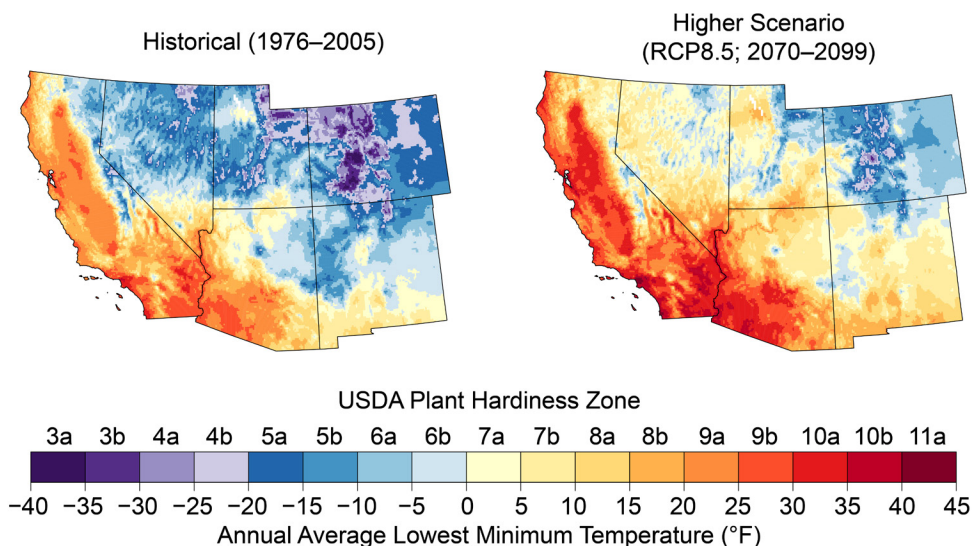 Historical (1976–2005)
Higher Scenario
(RCP8.5; 2070–2099)
USDA Plant Hardiness Zone
3a 3b 4a 4b 5a 5b 6a 6b 7a 7b 8a 8b 9a 9b 10a 10b 11a
−40 −35 −30 −25 −20 −15 −10 −5 0 5 10 15 20 25 30 35 40 45
Annual Average Lowest Minimum Temperature (°F)